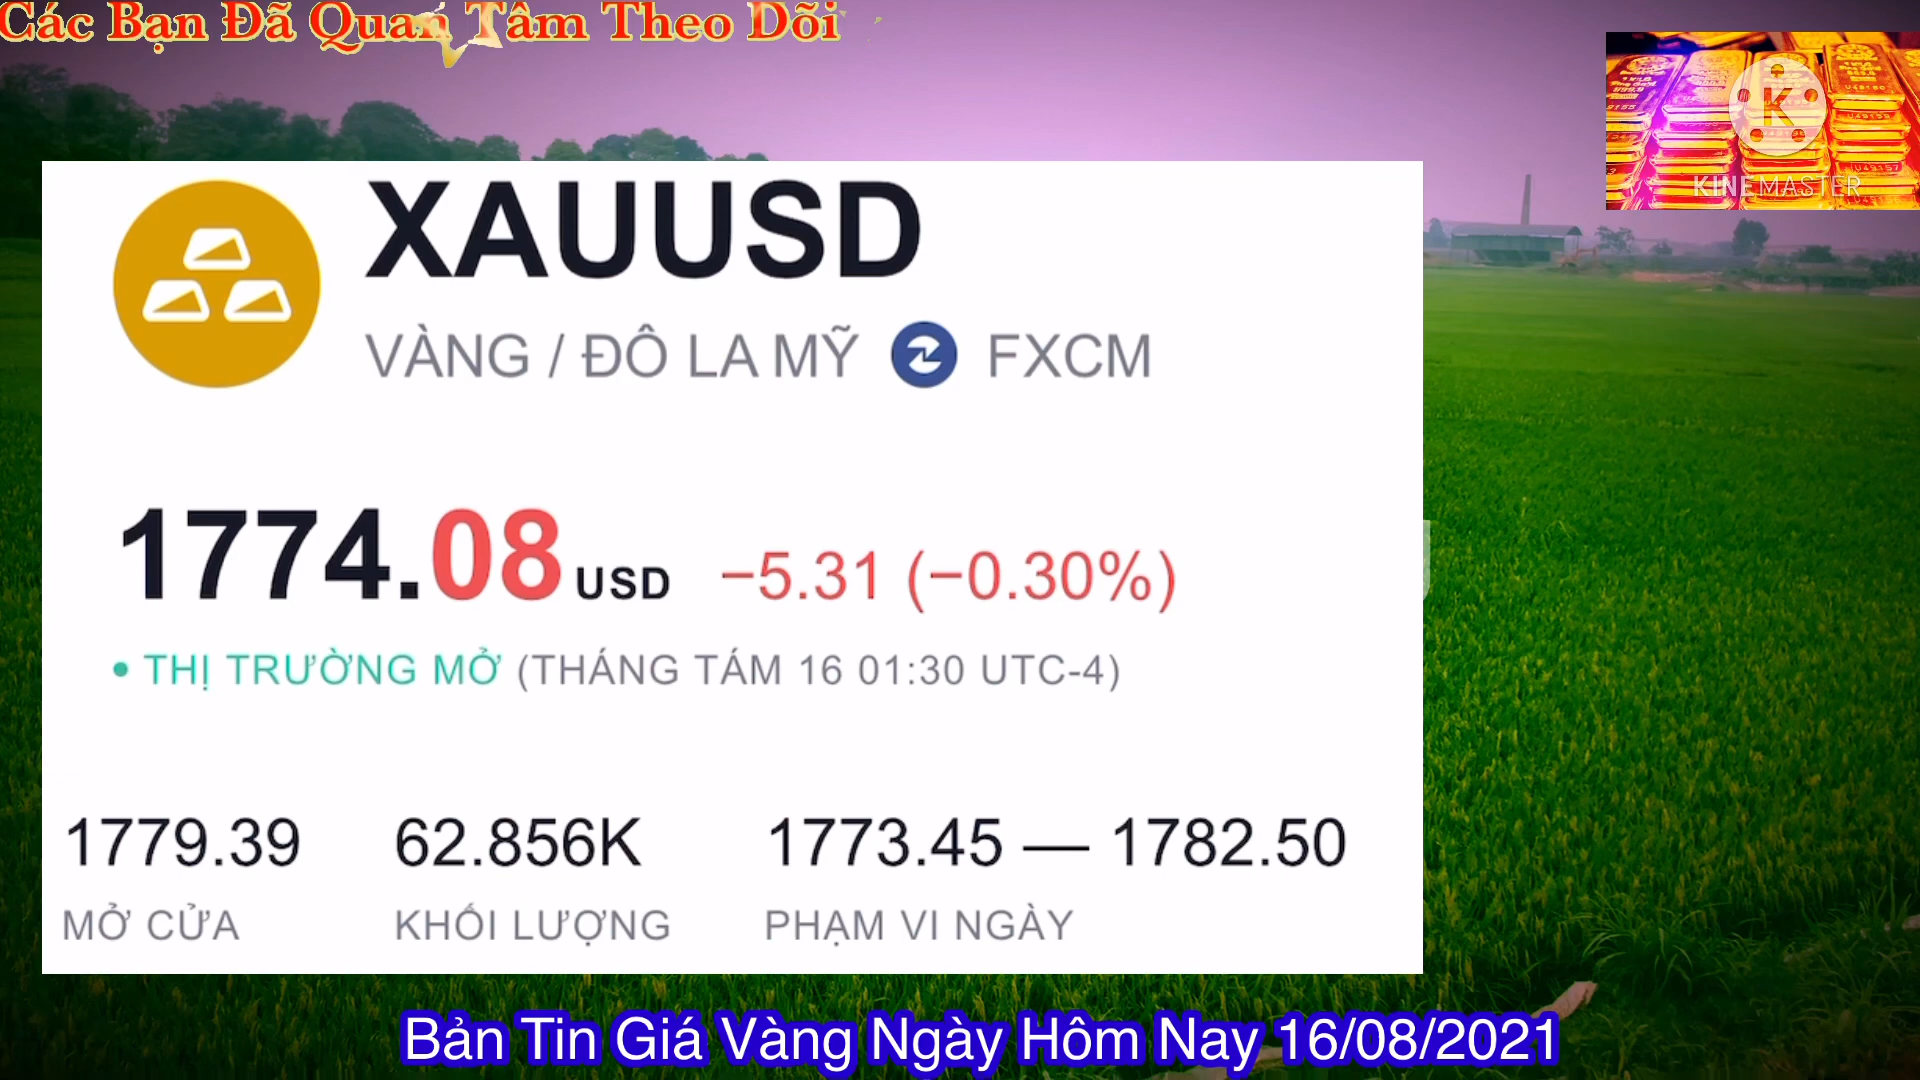 Các Bạn Đã Quan Tâm Theo Dõi
K
KINEMASTER
XAUUSD
VÀNG / ĐÔ LA MỸ FXCM
1774.08 USD −5.31 (−0.30%)
• THỊ TRƯỜNG MỞ (THÁNG TÁM 16 01:30 UTC-4)
1779.39 62.856K 1773.45 — 1782.50
MỞ CỬA KHỐI LƯỢNG PHẠM VI NGÀY
Bản Tin Giá Vàng Ngày Hôm Nay 16/08/2021